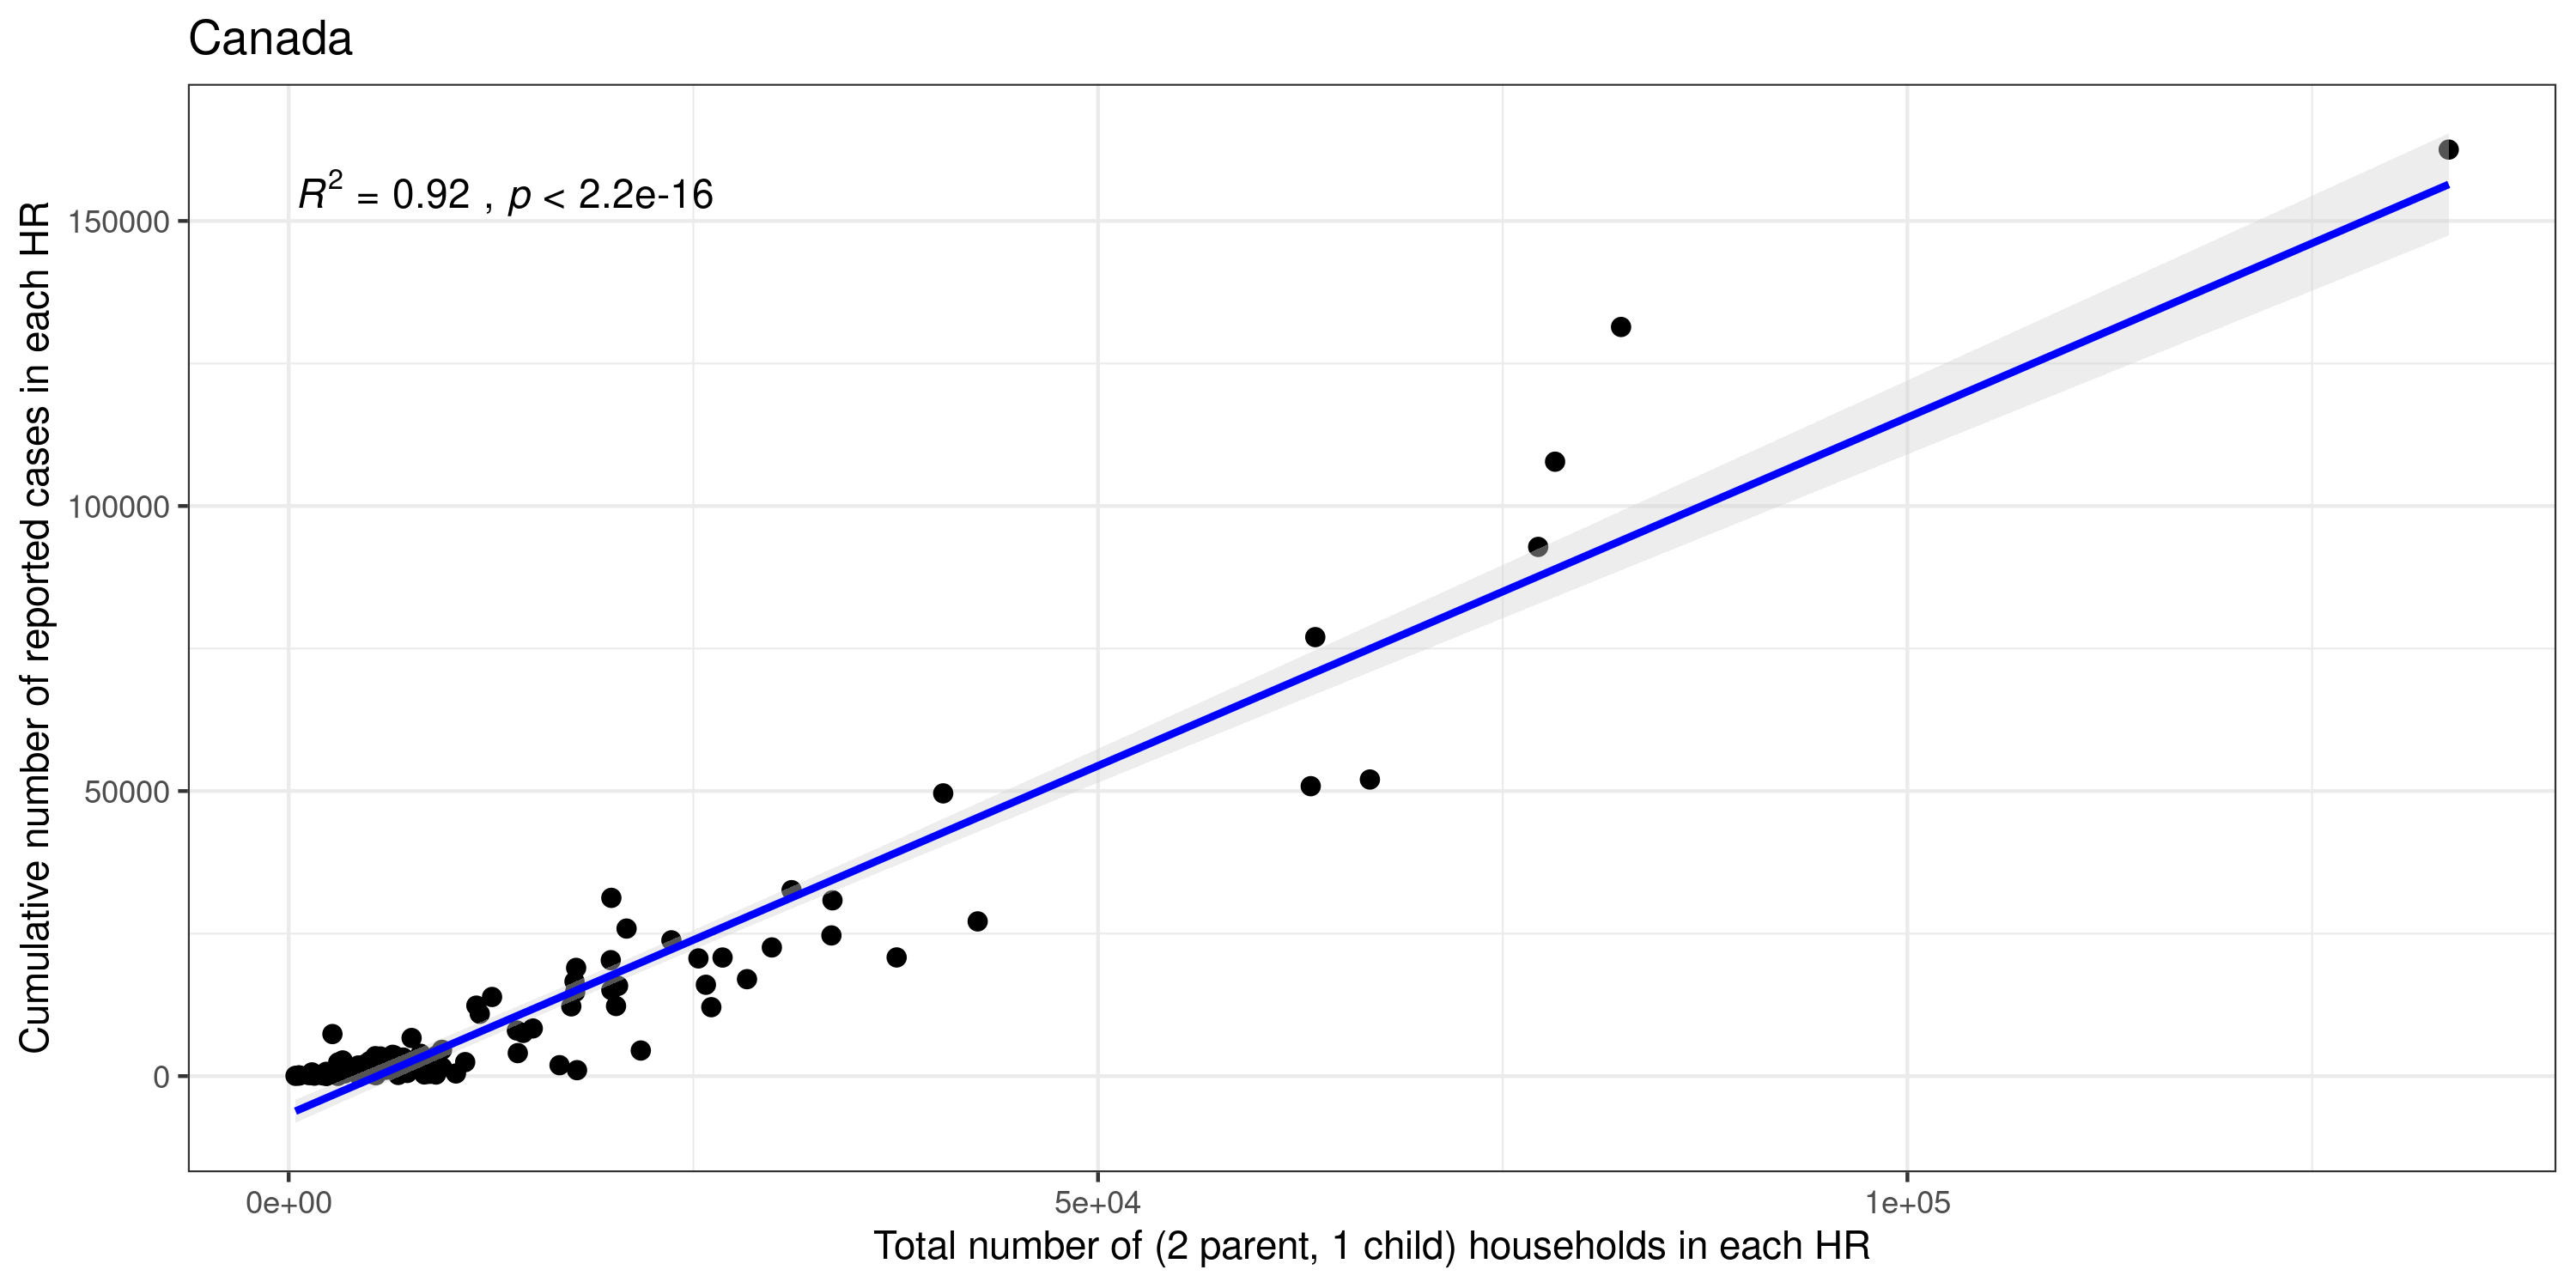 Canada
R² = 0.92 , p < 2.2e-16
Cumulative number of reported cases in each HR
150000
100000
50000
0
0e+00 5e+04 1e+05
Total number of (2 parent, 1 child) households in each HR